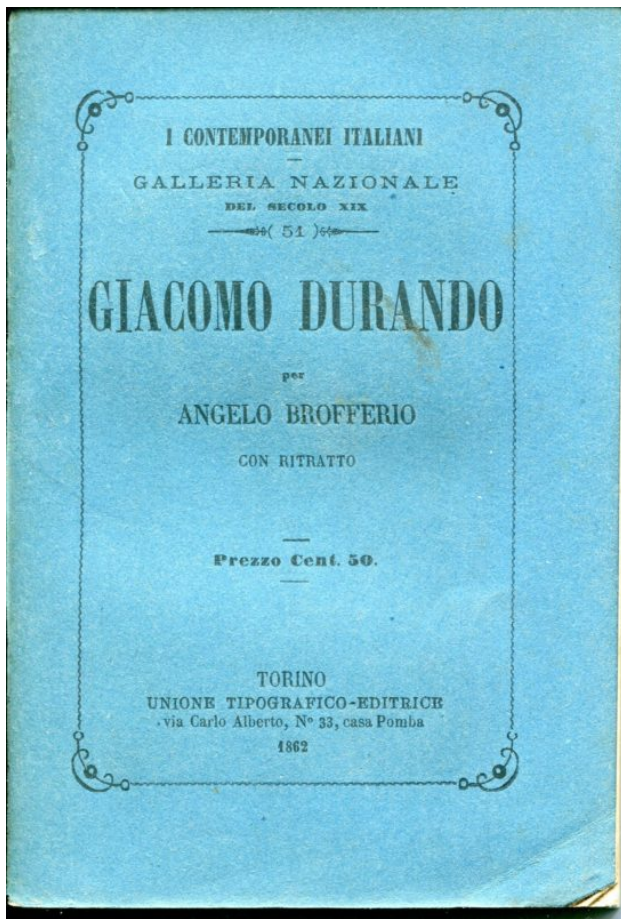 I CONTEMPORANEI ITALIANI
GALLERIA NAZIONALE
DEL SECOLO XIX
( 51 )
GIACOMO DURANDO
per
ANGELO BROFFERIO
CON RITRATTO
Prezzo Cent. 50.
TORINO
UNIONE TIPOGRAFICO-EDITRICE
via Carlo Alberto, N° 33, casa Pomba
1862